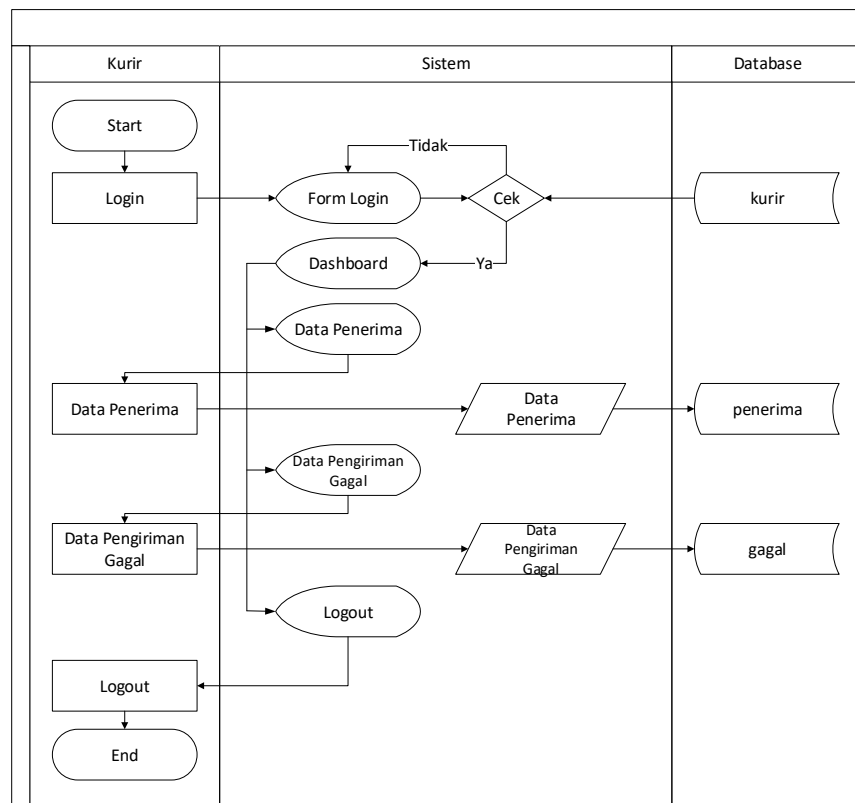 Kurir
Sistem
Database
Start
Tidak
Login
Form Login
Cek
kurir
Dashboard
Ya
Data Penerima
Data Penerima
Data
Penerima
penerima
Data Pengiriman
Gagal
Data Pengiriman
Gagal
Data
Pengiriman
Gagal
gagal
Logout
Logout
End